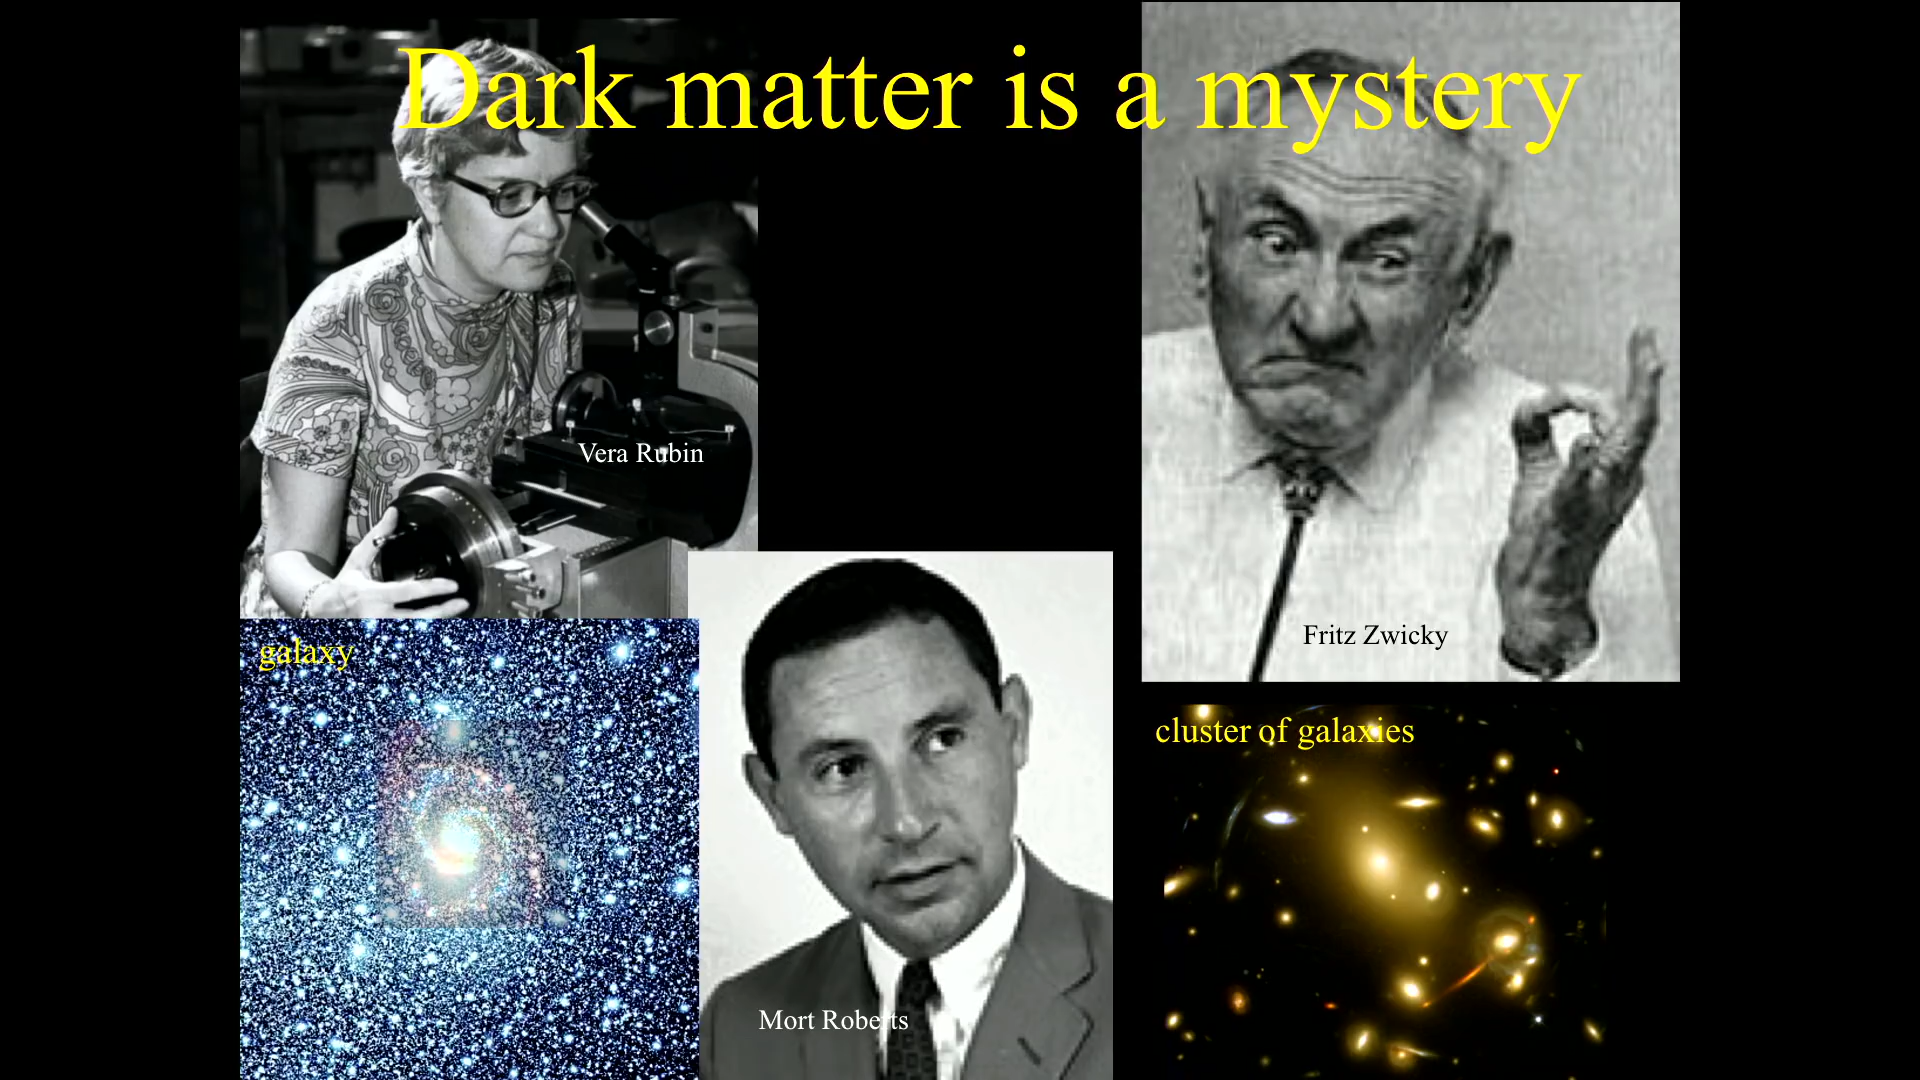 Dark matter is a mystery
Vera Rubin
Fritz Zwicky
galaxy
cluster of galaxies
Mort Roberts